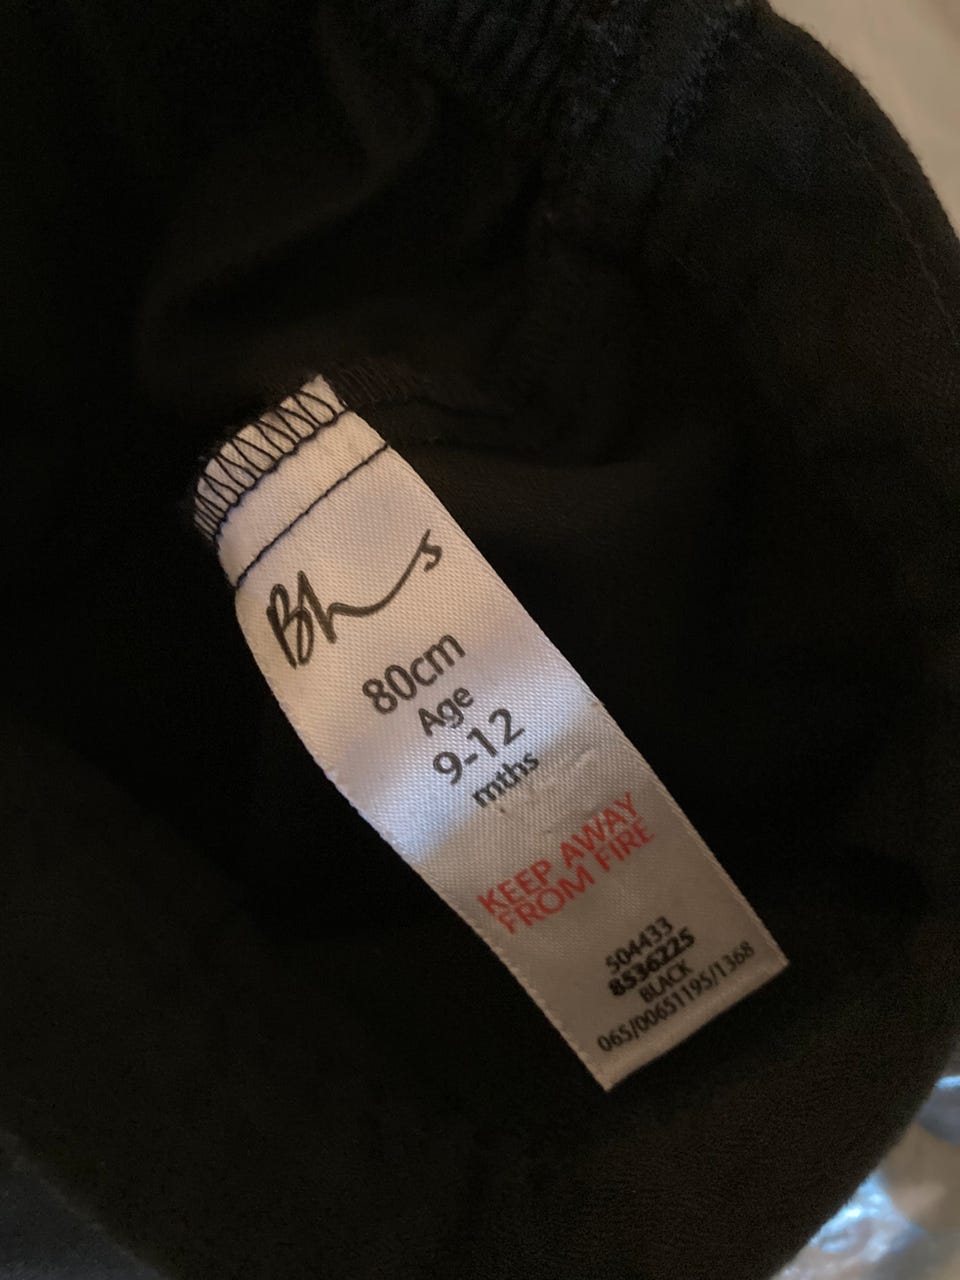 Bhs
80cm
Age
9-12
mths
KEEP AWAY
FROM FIRE
504433
8536225
BLACK
065/00651195/1368